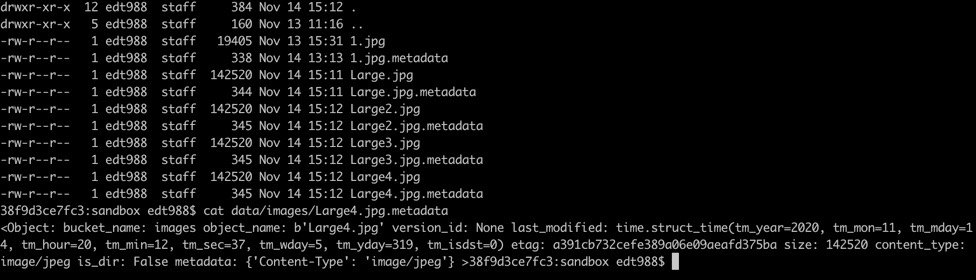 drwxr-xr-x  12 edt988  staff     384 Nov 14 15:12 .
drwxr-xr-x   5 edt988  staff     160 Nov 13 11:16 ..
-rw-r--r--   1 edt988  staff   19405 Nov 13 15:31 1.jpg
-rw-r--r--   1 edt988  staff     338 Nov 14 13:13 1.jpg.metadata
-rw-r--r--   1 edt988  staff  142520 Nov 14 15:11 Large.jpg
-rw-r--r--   1 edt988  staff     344 Nov 14 15:11 Large.jpg.metadata
-rw-r--r--   1 edt988  staff  142520 Nov 14 15:12 Large2.jpg
-rw-r--r--   1 edt988  staff     345 Nov 14 15:12 Large2.jpg.metadata
-rw-r--r--   1 edt988  staff  142520 Nov 14 15:12 Large3.jpg
-rw-r--r--   1 edt988  staff     345 Nov 14 15:12 Large3.jpg.metadata
-rw-r--r--   1 edt988  staff  142520 Nov 14 15:12 Large4.jpg
-rw-r--r--   1 edt988  staff     345 Nov 14 15:12 Large4.jpg.metadata
38f9d3ce7fc3:sandbox edt988$ cat data/images/Large4.jpg.metadata
<Object: bucket_name: images object_name: b'Large4.jpg' version_id: None last_modified: time.struct_time(tm_year=2020, tm_mon=11, tm_mday=1
4, tm_hour=20, tm_min=12, tm_sec=37, tm_wday=5, tm_yday=319, tm_isdst=0) etag: a391cb732cefe389a06e09aeafd375ba size: 142520 content_type:
image/jpeg is_dir: False metadata: {'Content-Type': 'image/jpeg'} >38f9d3ce7fc3:sandbox edt988$